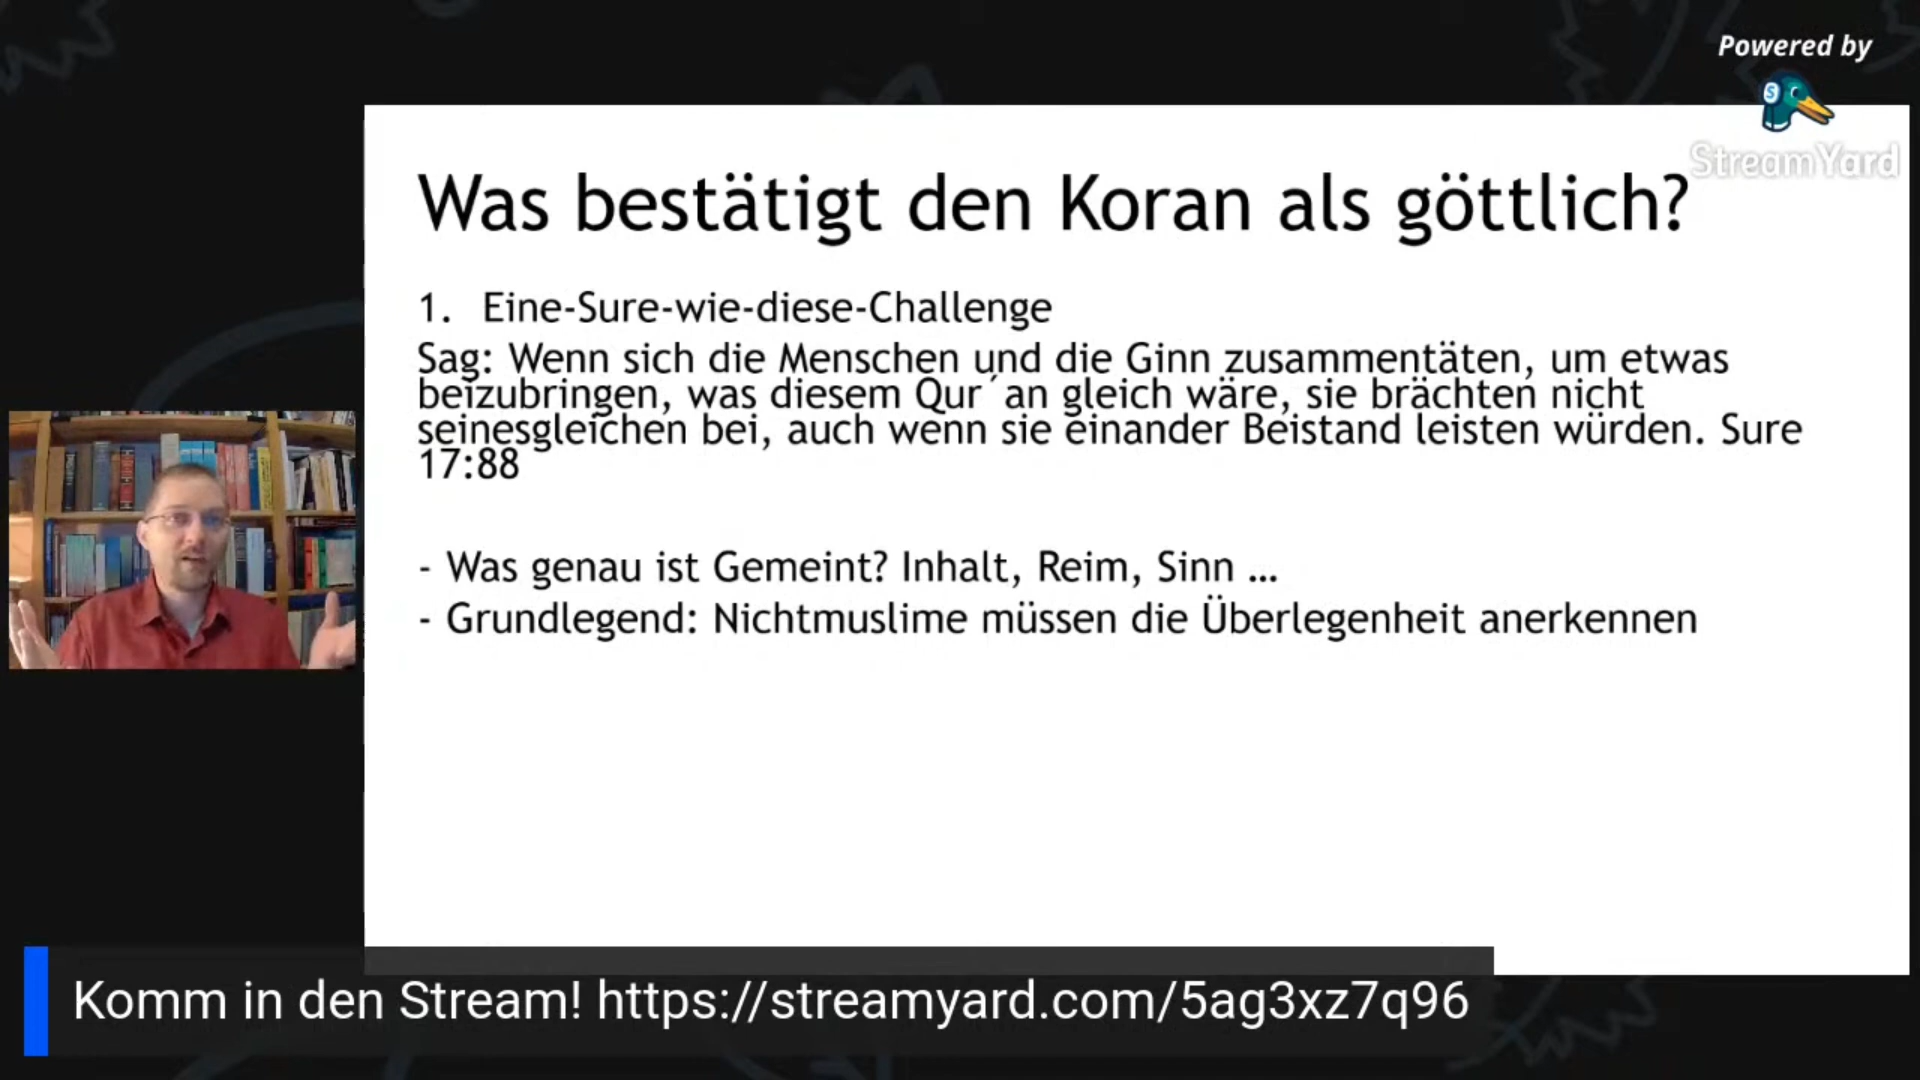 Powered by
StreamYard
Was bestätigt den Koran als göttlich?
1. Eine-Sure-wie-diese-Challenge
Sag: Wenn sich die Menschen und die Ginn zusammentäten, um etwas
beizubringen, was diesem Qur´an gleich wäre, sie brächten nicht
seinesgleichen bei, auch wenn sie einander Beistand leisten würden. Sure
17:88
- Was genau ist Gemeint? Inhalt, Reim, Sinn ...
- Grundlegend: Nichtmuslime müssen die Überlegenheit anerkennen
Komm in den Stream! https://streamyard.com/5ag3xz7q96